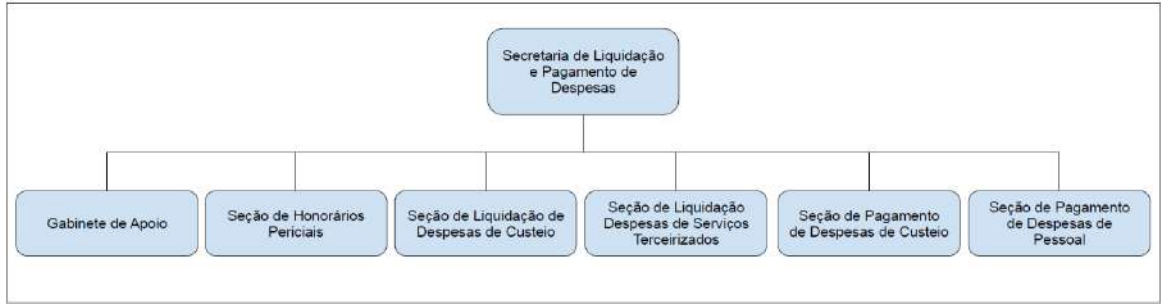 Secretaria de Liquidação
e Pagamento de
Despesas
Gabinete de Apoio
Seção de Honorários
Periciais
Seção de Liquidação de
Despesas de Custeio
Seção de Liquidação
Despesas de Serviços
Terceirizados
Seção de Pagamento
de Despesas de Custeio
Seção de Pagamento
de Despesas de
Pessoal